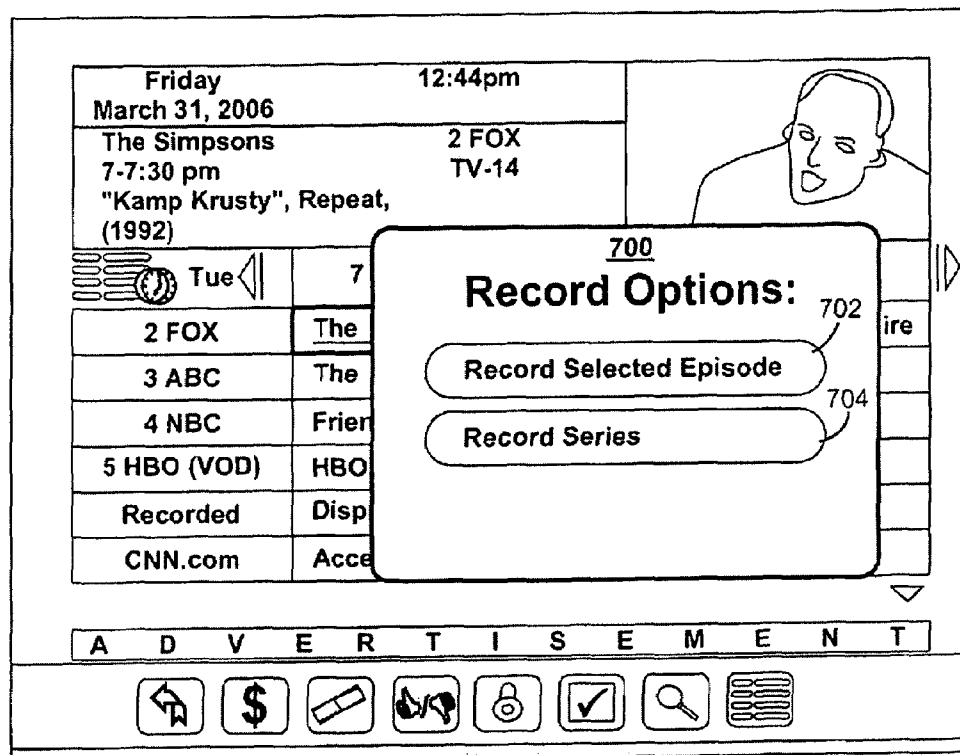 Friday 12:44pm
March 31, 2006
The Simpsons 2 FOX
7-7:30 pm TV-14
"Kamp Krusty", Repeat,
(1992)
700
Tue 7
Record Options:
702
2 FOX The ire
Record Selected Episode
3 ABC The
704
4 NBC Frien
Record Series
5 HBO (VOD) HBO
Recorded Disp
CNN.com Acce
A D V E R T I S E M E N T
$